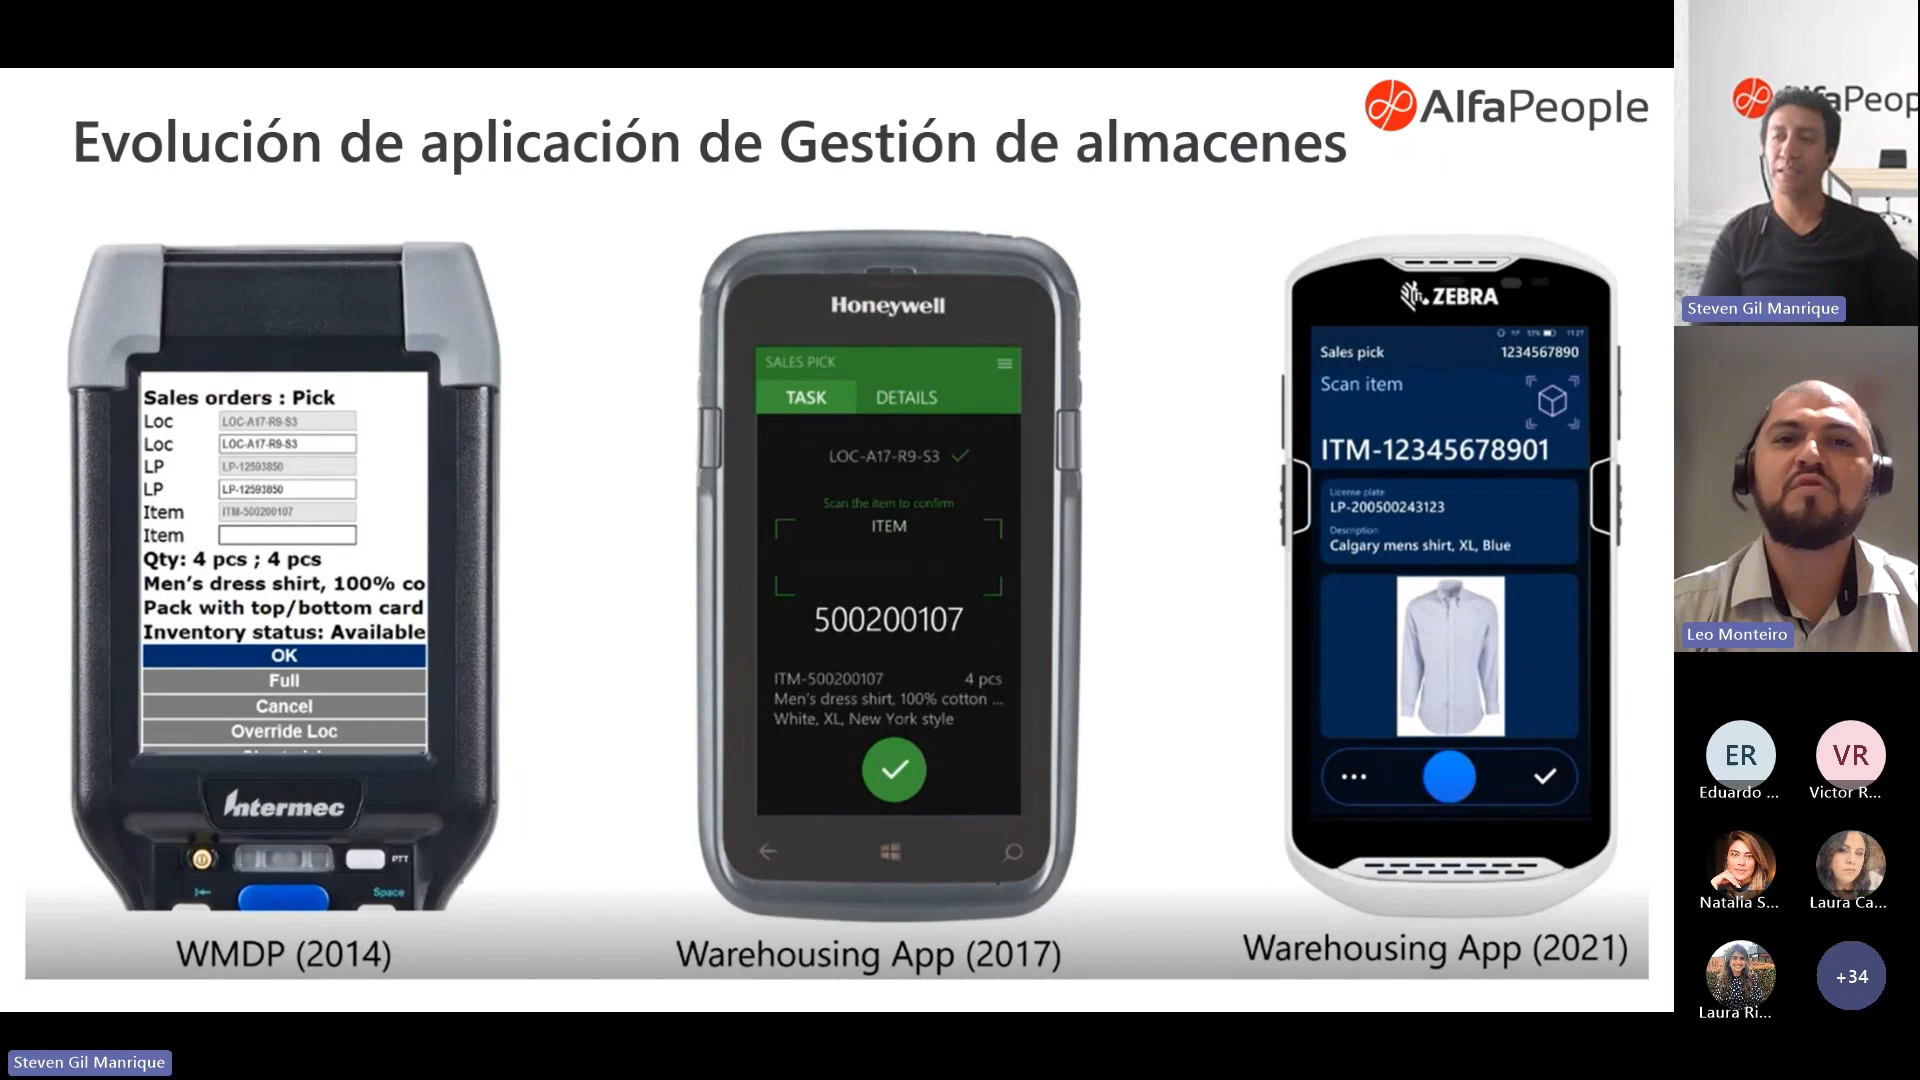 Evolución de aplicación de Gestión de almacenes
AlfaPeople
Sales orders : Pick
Loc LOC-A17-R9-S3
Loc LOC-A17-R9-S3
LP LP-12593850
LP LP-12593850
Item ITM-500200107
Item
Qty: 4 pcs ; 4 pcs
Men's dress shirt, 100% co
Pack with top/bottom card
Inventory status: Available
OK
Full
Cancel
Override Loc
Intermec
PTT
Space
WMDP (2014)
Honeywell
SALES PICK
TASK DETAILS
LOC-A17-R9-S3
Scan the item to confirm
ITEM
500200107
ITM-500200107 4 pcs
Men's dress shirt, 100% cotton ...
White, XL, New York style
Warehousing App (2017)
ZEBRA
53% 11:27
Sales pick 1234567890
Scan item
ITM-12345678901
License plate
LP-200500243123
Description
Calgary mens shirt, XL, Blue
Warehousing App (2021)
Steven Gil Manrique
Leo Monteiro
ER VR
Eduardo ... Victor R...
Natalia S... Laura Ca...
+34
Laura Ri...
Steven Gil Manrique